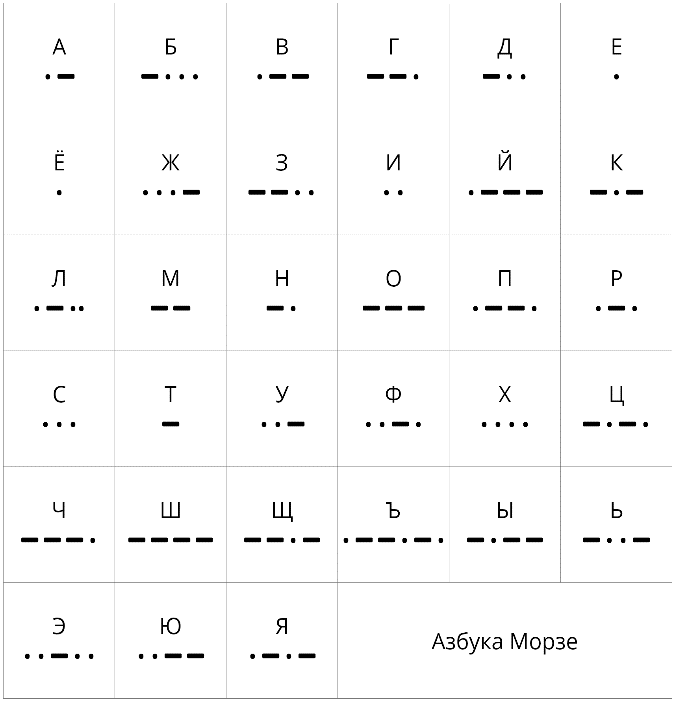 А Б В Г Д Е
Ё Ж З И Й К
Л М Н О П Р
С Т У Ф Х Ц
Ч Ш Щ Ъ Ы Ь
Э Ю Я Азбука Морзе